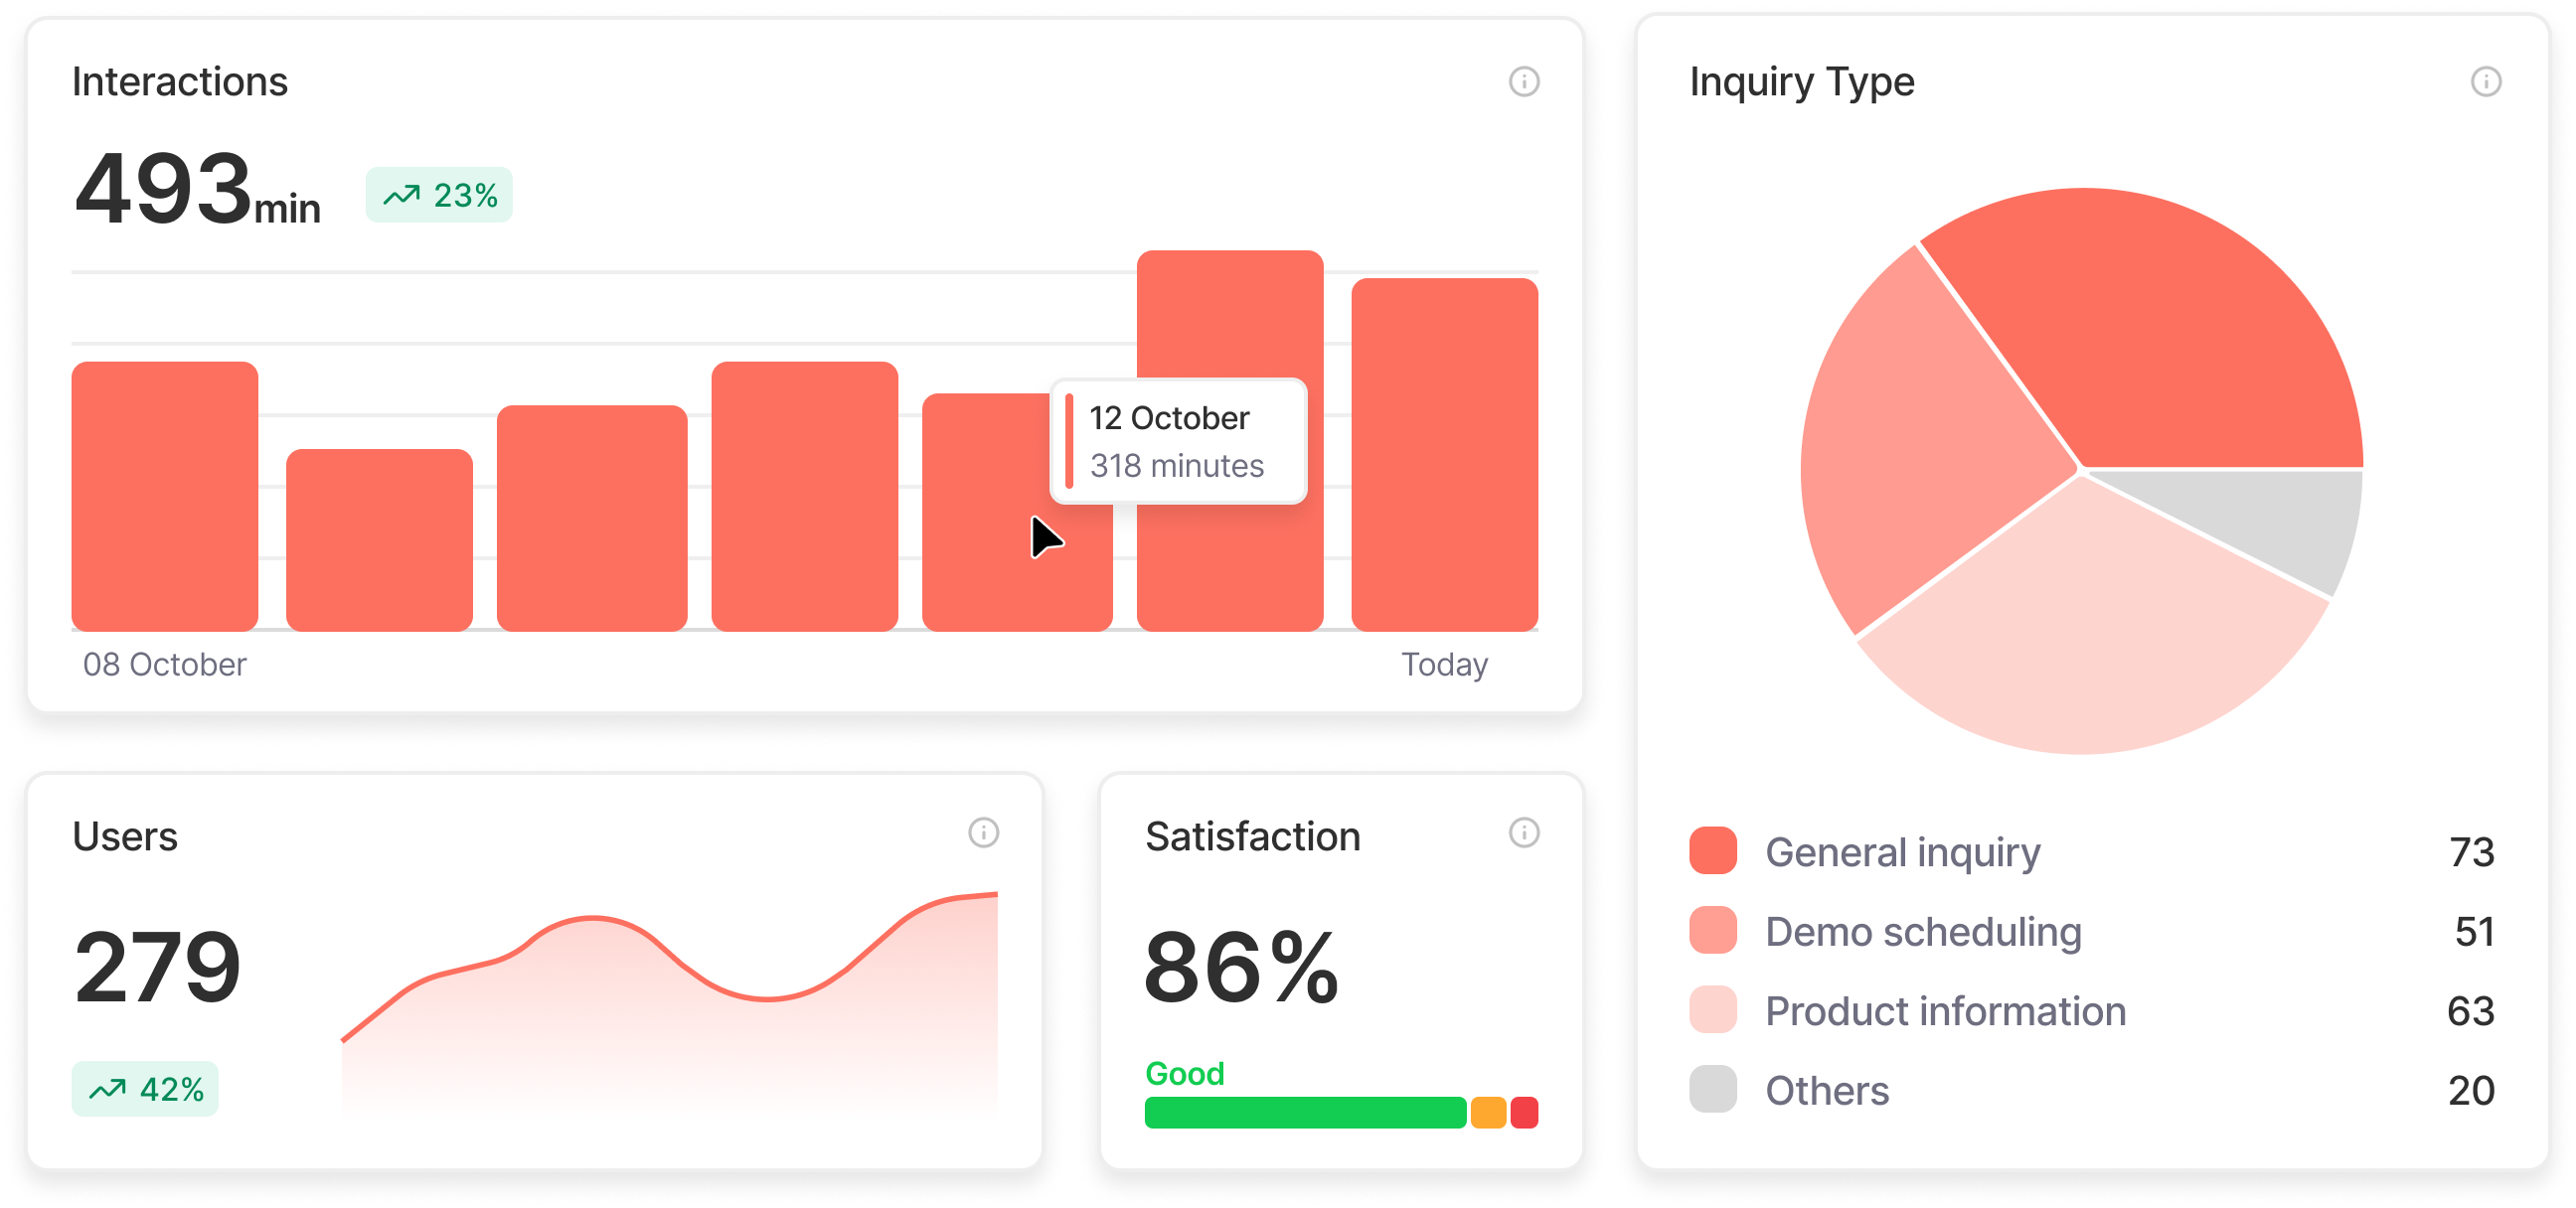 Interactions
493min
23%
12 October
318 minutes
08 October
Today
Users
279
42%
Satisfaction
86%
Good
Inquiry Type
General inquiry 73
Demo scheduling 51
Product information 63
Others 20